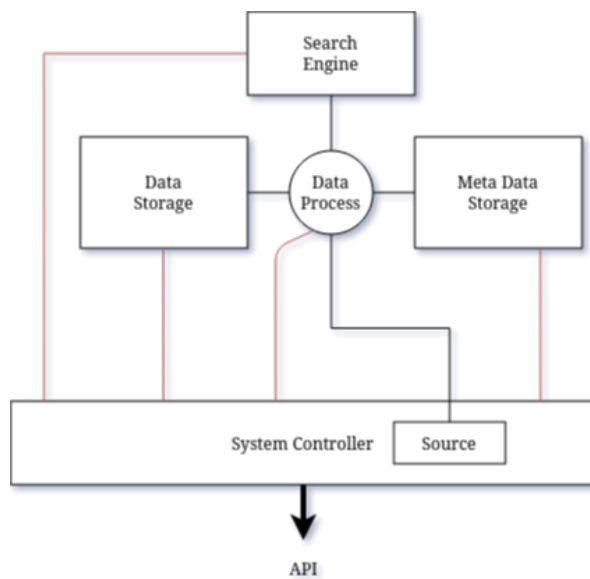 Search
Engine
Data
Storage
Data
Process
Meta Data
Storage
System Controller
Source
API